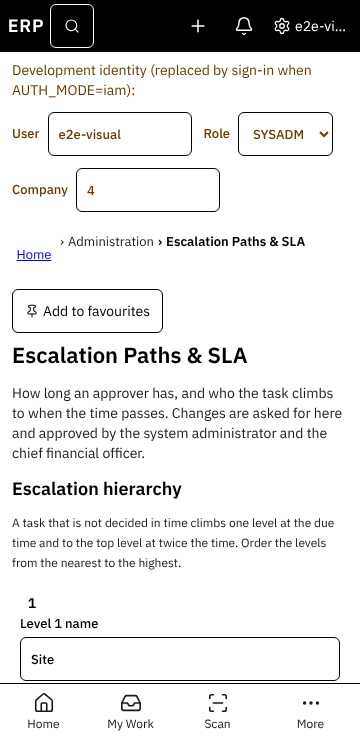 ERP
e2e-vi...
Development identity (replaced by sign-in when
AUTH_MODE=iam):
User e2e-visual Role SYSADM
Company 4
Home › Administration › Escalation Paths & SLA
Add to favourites
Escalation Paths & SLA
How long an approver has, and who the task climbs
to when the time passes. Changes are asked for here
and approved by the system administrator and the
chief financial officer.
Escalation hierarchy
A task that is not decided in time climbs one level at the due
time and to the top level at twice the time. Order the levels
from the nearest to the highest.
1
Level 1 name
Site
Home My Work Scan More